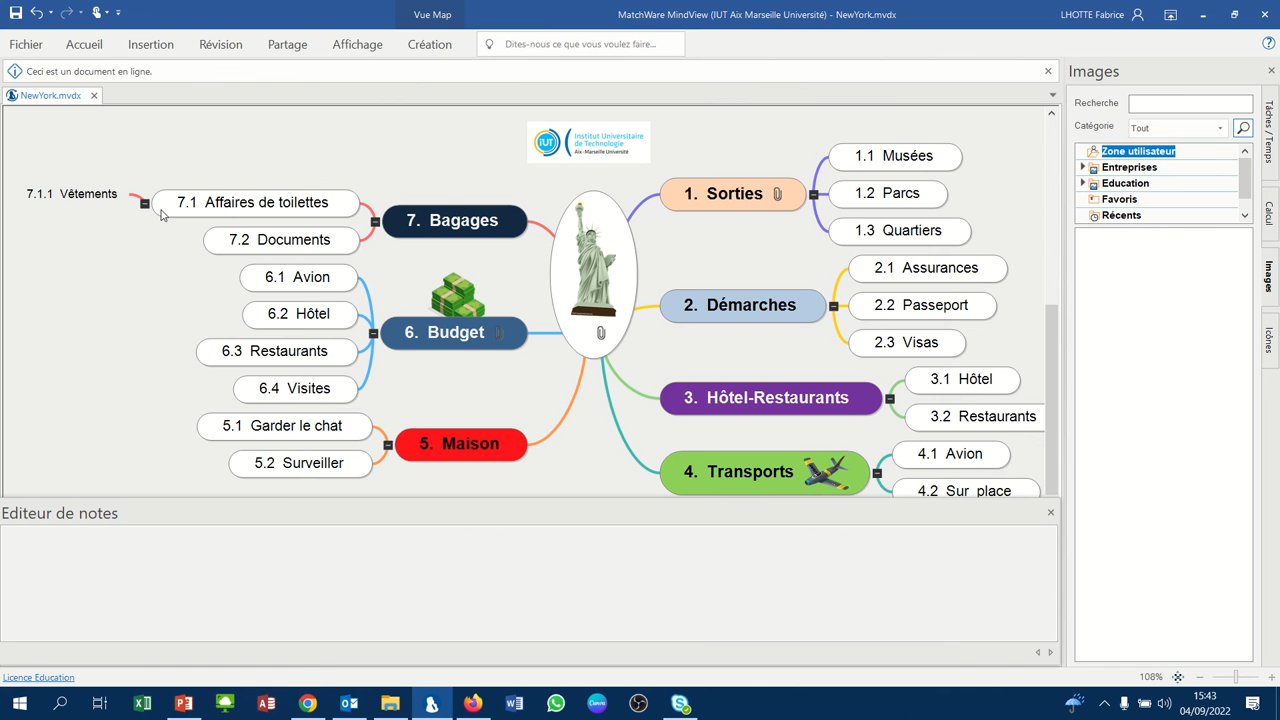 Vue Map
MatchWare MindView (IUT Aix Marseille Université) - NewYork.mvdx
LHOTTE Fabrice
Fichier
Accueil
Insertion
Révision
Partage
Affichage
Création
Dites-nous ce que vous voulez faire...
Ceci est un document en ligne.
NewYork.mvdx
iUT
Institut Universitaire
de Technologie
Aix-Marseille Université
7.1.1 Vêtements
7.1 Affaires de toilettes
7.2 Documents
7. Bagages
6.1 Avion
6.2 Hôtel
6.3 Restaurants
6.4 Visites
6. Budget
5.1 Garder le chat
5.2 Surveiller
5. Maison
1. Sorties
1.1 Musées
1.2 Parcs
1.3 Quartiers
2. Démarches
2.1 Assurances
2.2 Passeport
2.3 Visas
3. Hôtel-Restaurants
3.1 Hôtel
3.2 Restaurants
4. Transports
4.1 Avion
4.2 Sur place
Editeur de notes
Images
Recherche
Catégorie
Tout
Zone utilisateur
Entreprises
Education
Favoris
Récents
Tâches / Temps
Calcul
Images
Icônes
Licence Education
108%
15:43
04/09/2022